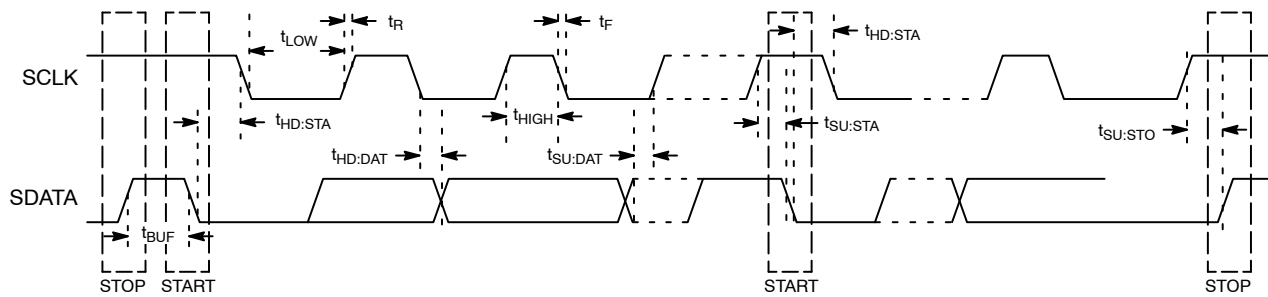 tR
tF
tLOW
tHD:STA
SCLK
tHD:STA
tHIGH
tSU:STA
tSU:STO
tHD:DAT
tSU:DAT
SDATA
tBUF
STOP
START
START
STOP